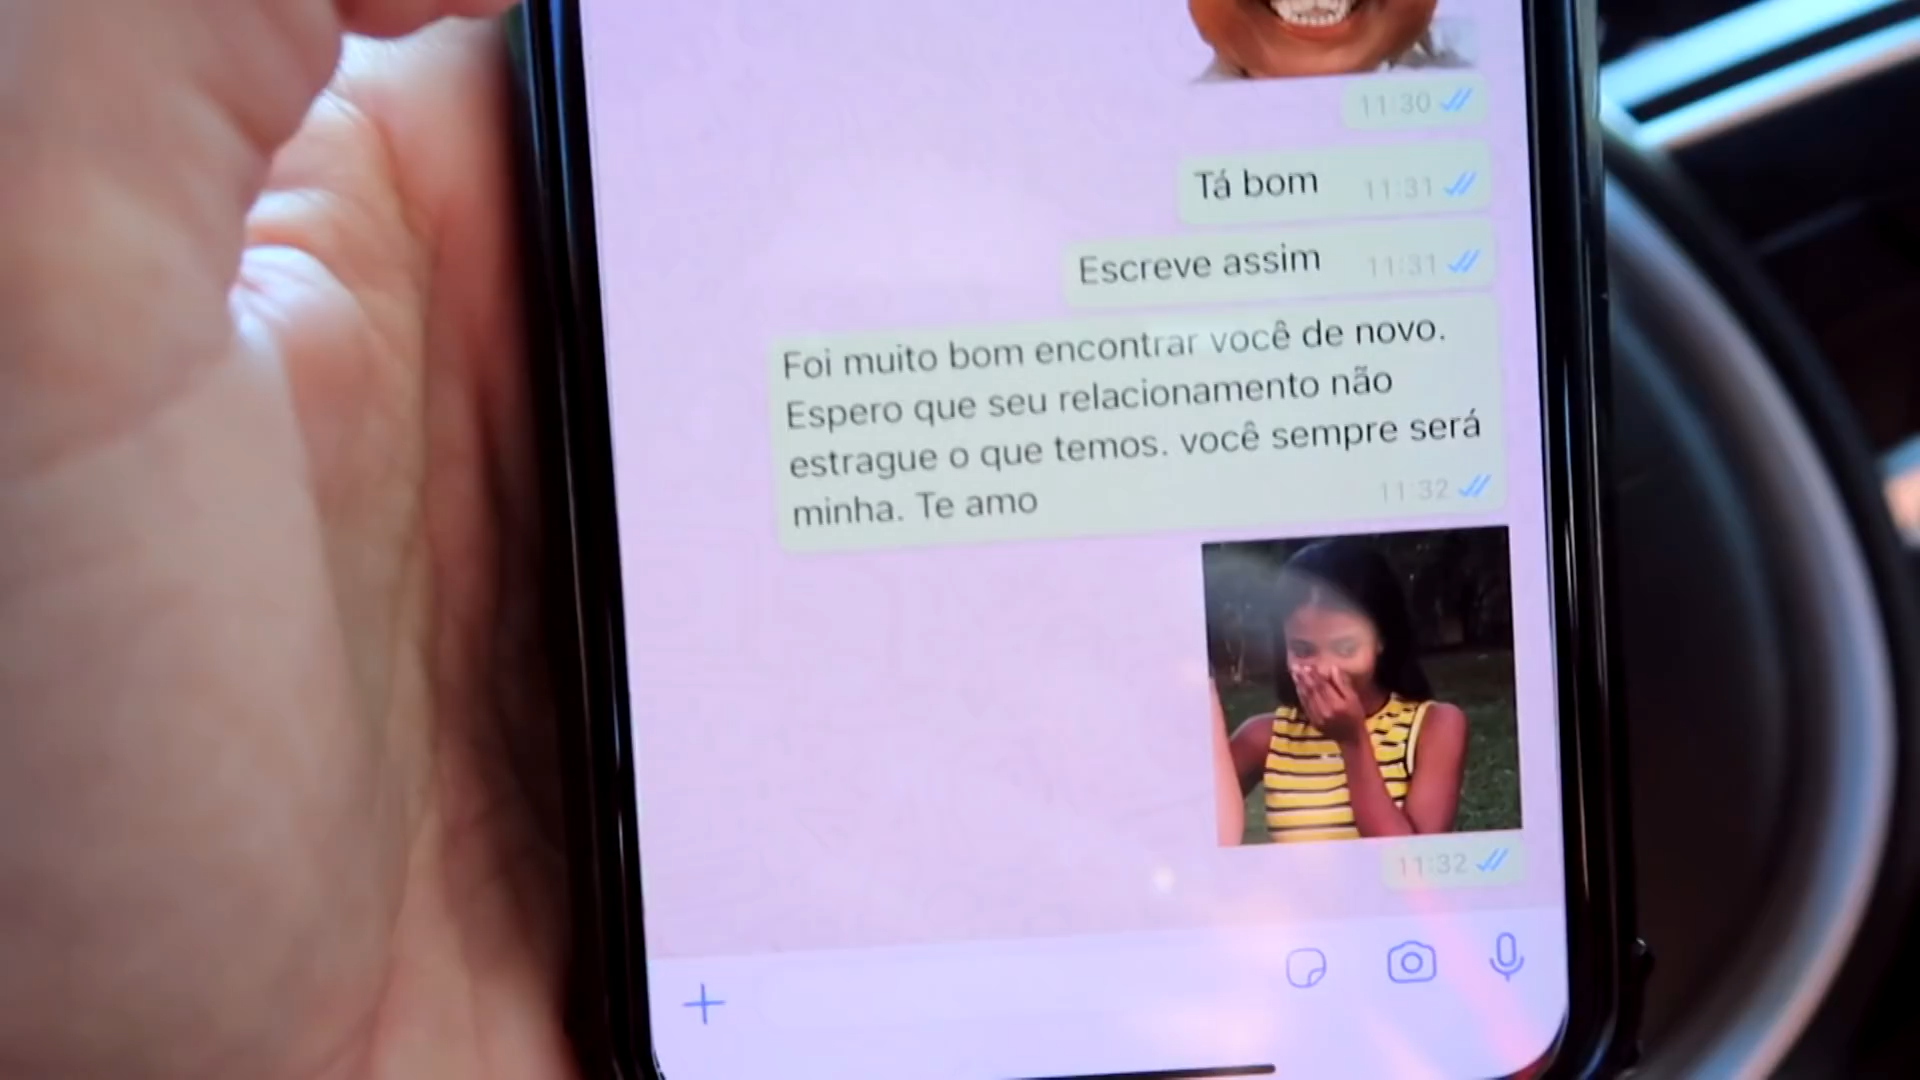 11:30
Tá bom 11:31
Escreve assim 11:31
Foi muito bom encontrar você de novo.
Espero que seu relacionamento não
estrague o que temos. você sempre será
minha. Te amo 11:32
11:32